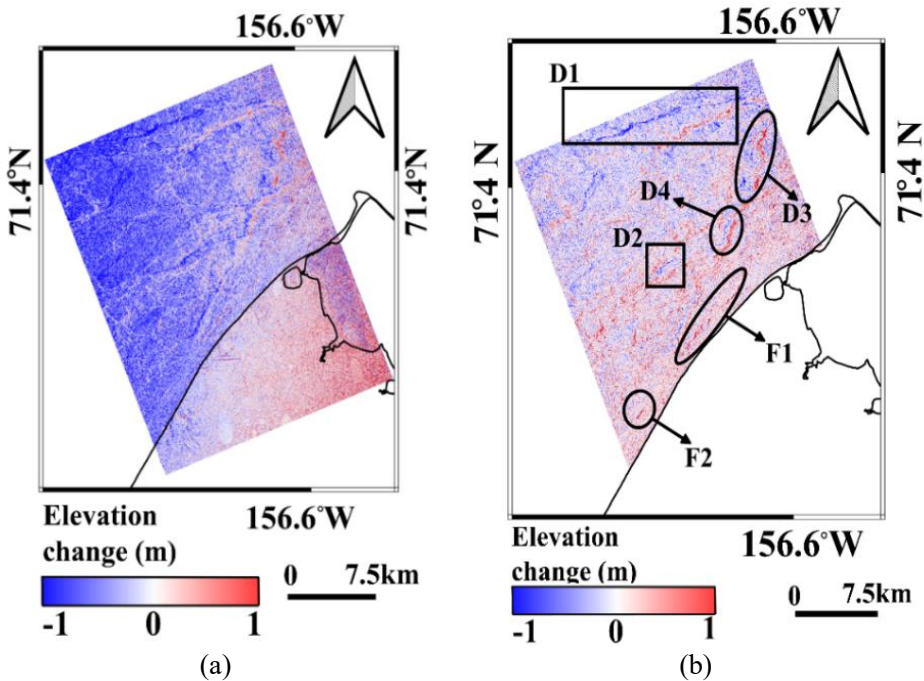 156.6°W
71.4°N
71.4°N
156.6°W
Elevation
change (m)
-1 0 1
0 7.5km
(a)
156.6°W
D1
71°.4 N
71°.4 N
D4
D3
D2
F1
F2
156.6°W
Elevation
change (m)
-1 0 1
0 7.5km
(b)